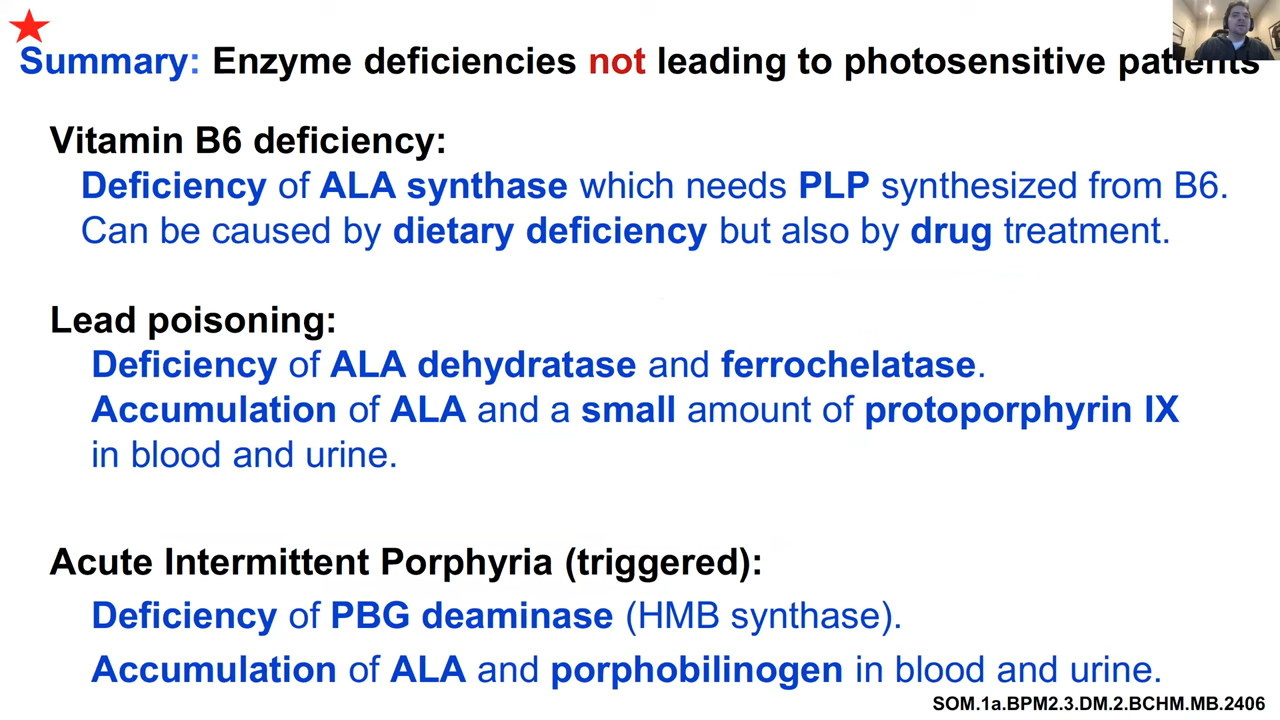 Summary: Enzyme deficiencies not leading to photosensitive patients
Vitamin B6 deficiency:
Deficiency of ALA synthase which needs PLP synthesized from B6.
Can be caused by dietary deficiency but also by drug treatment.
Lead poisoning:
Deficiency of ALA dehydratase and ferrochelatase.
Accumulation of ALA and a small amount of protoporphyrin IX
in blood and urine.
Acute Intermittent Porphyria (triggered):
Deficiency of PBG deaminase (HMB synthase).
Accumulation of ALA and porphobilinogen in blood and urine.
SOM.1a.BPM2.3.DM.2.BCHM.MB.2406